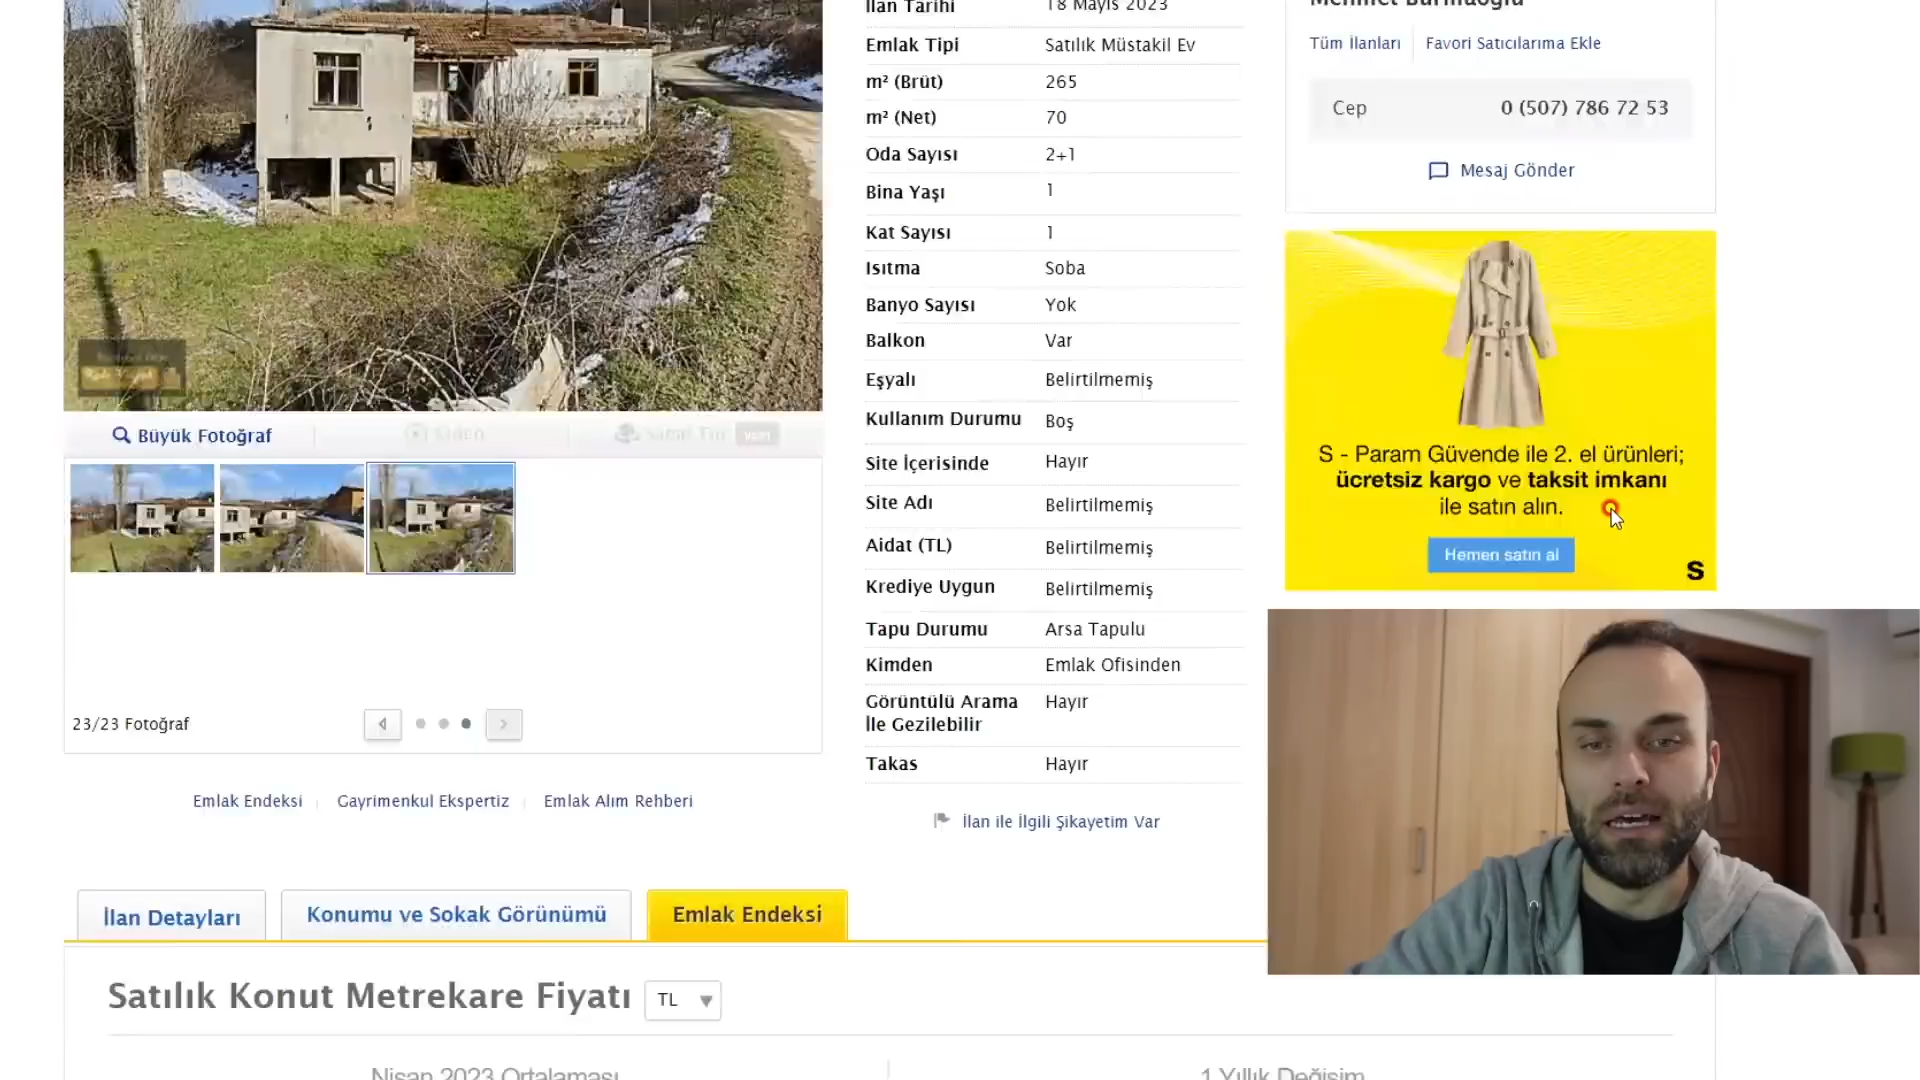 İlan Tarihi 18 Mayıs 2023
Emlak Tipi Satılık Müstakil Ev
m² (Brüt) 265
m² (Net) 70
Oda Sayısı 2+1
Bina Yaşı 1
Kat Sayısı 1
Isıtma Soba
Banyo Sayısı Yok
Balkon Var
Eşyalı Belirtilmemiş
Kullanım Durumu Boş
Site İçerisinde Hayır
Site Adı Belirtilmemiş
Aidat (TL) Belirtilmemiş
Krediye Uygun Belirtilmemiş
Tapu Durumu Arsa Tapulu
Kimden Emlak Ofisinden
Görüntülü Arama Hayır
İle Gezilebilir
Takas Hayır
İlan ile İlgili Şikayetim Var
Tüm İlanları Favori Satıcılarıma Ekle
Cep 0 (507) 786 72 53
Mesaj Gönder
S - Param Güvende ile 2. el ürünleri;
ücretsiz kargo ve taksit imkanı
ile satın alın.
Hemen satın al
S
Büyük Fotoğraf
23/23 Fotoğraf
Emlak Endeksi Gayrimenkul Ekspertiz Emlak Alım Rehberi
İlan Detayları Konumu ve Sokak Görünümü Emlak Endeksi
Satılık Konut Metrekare Fiyatı TL
Nisan 2023 Ortalaması 1 Yıllık Değişim